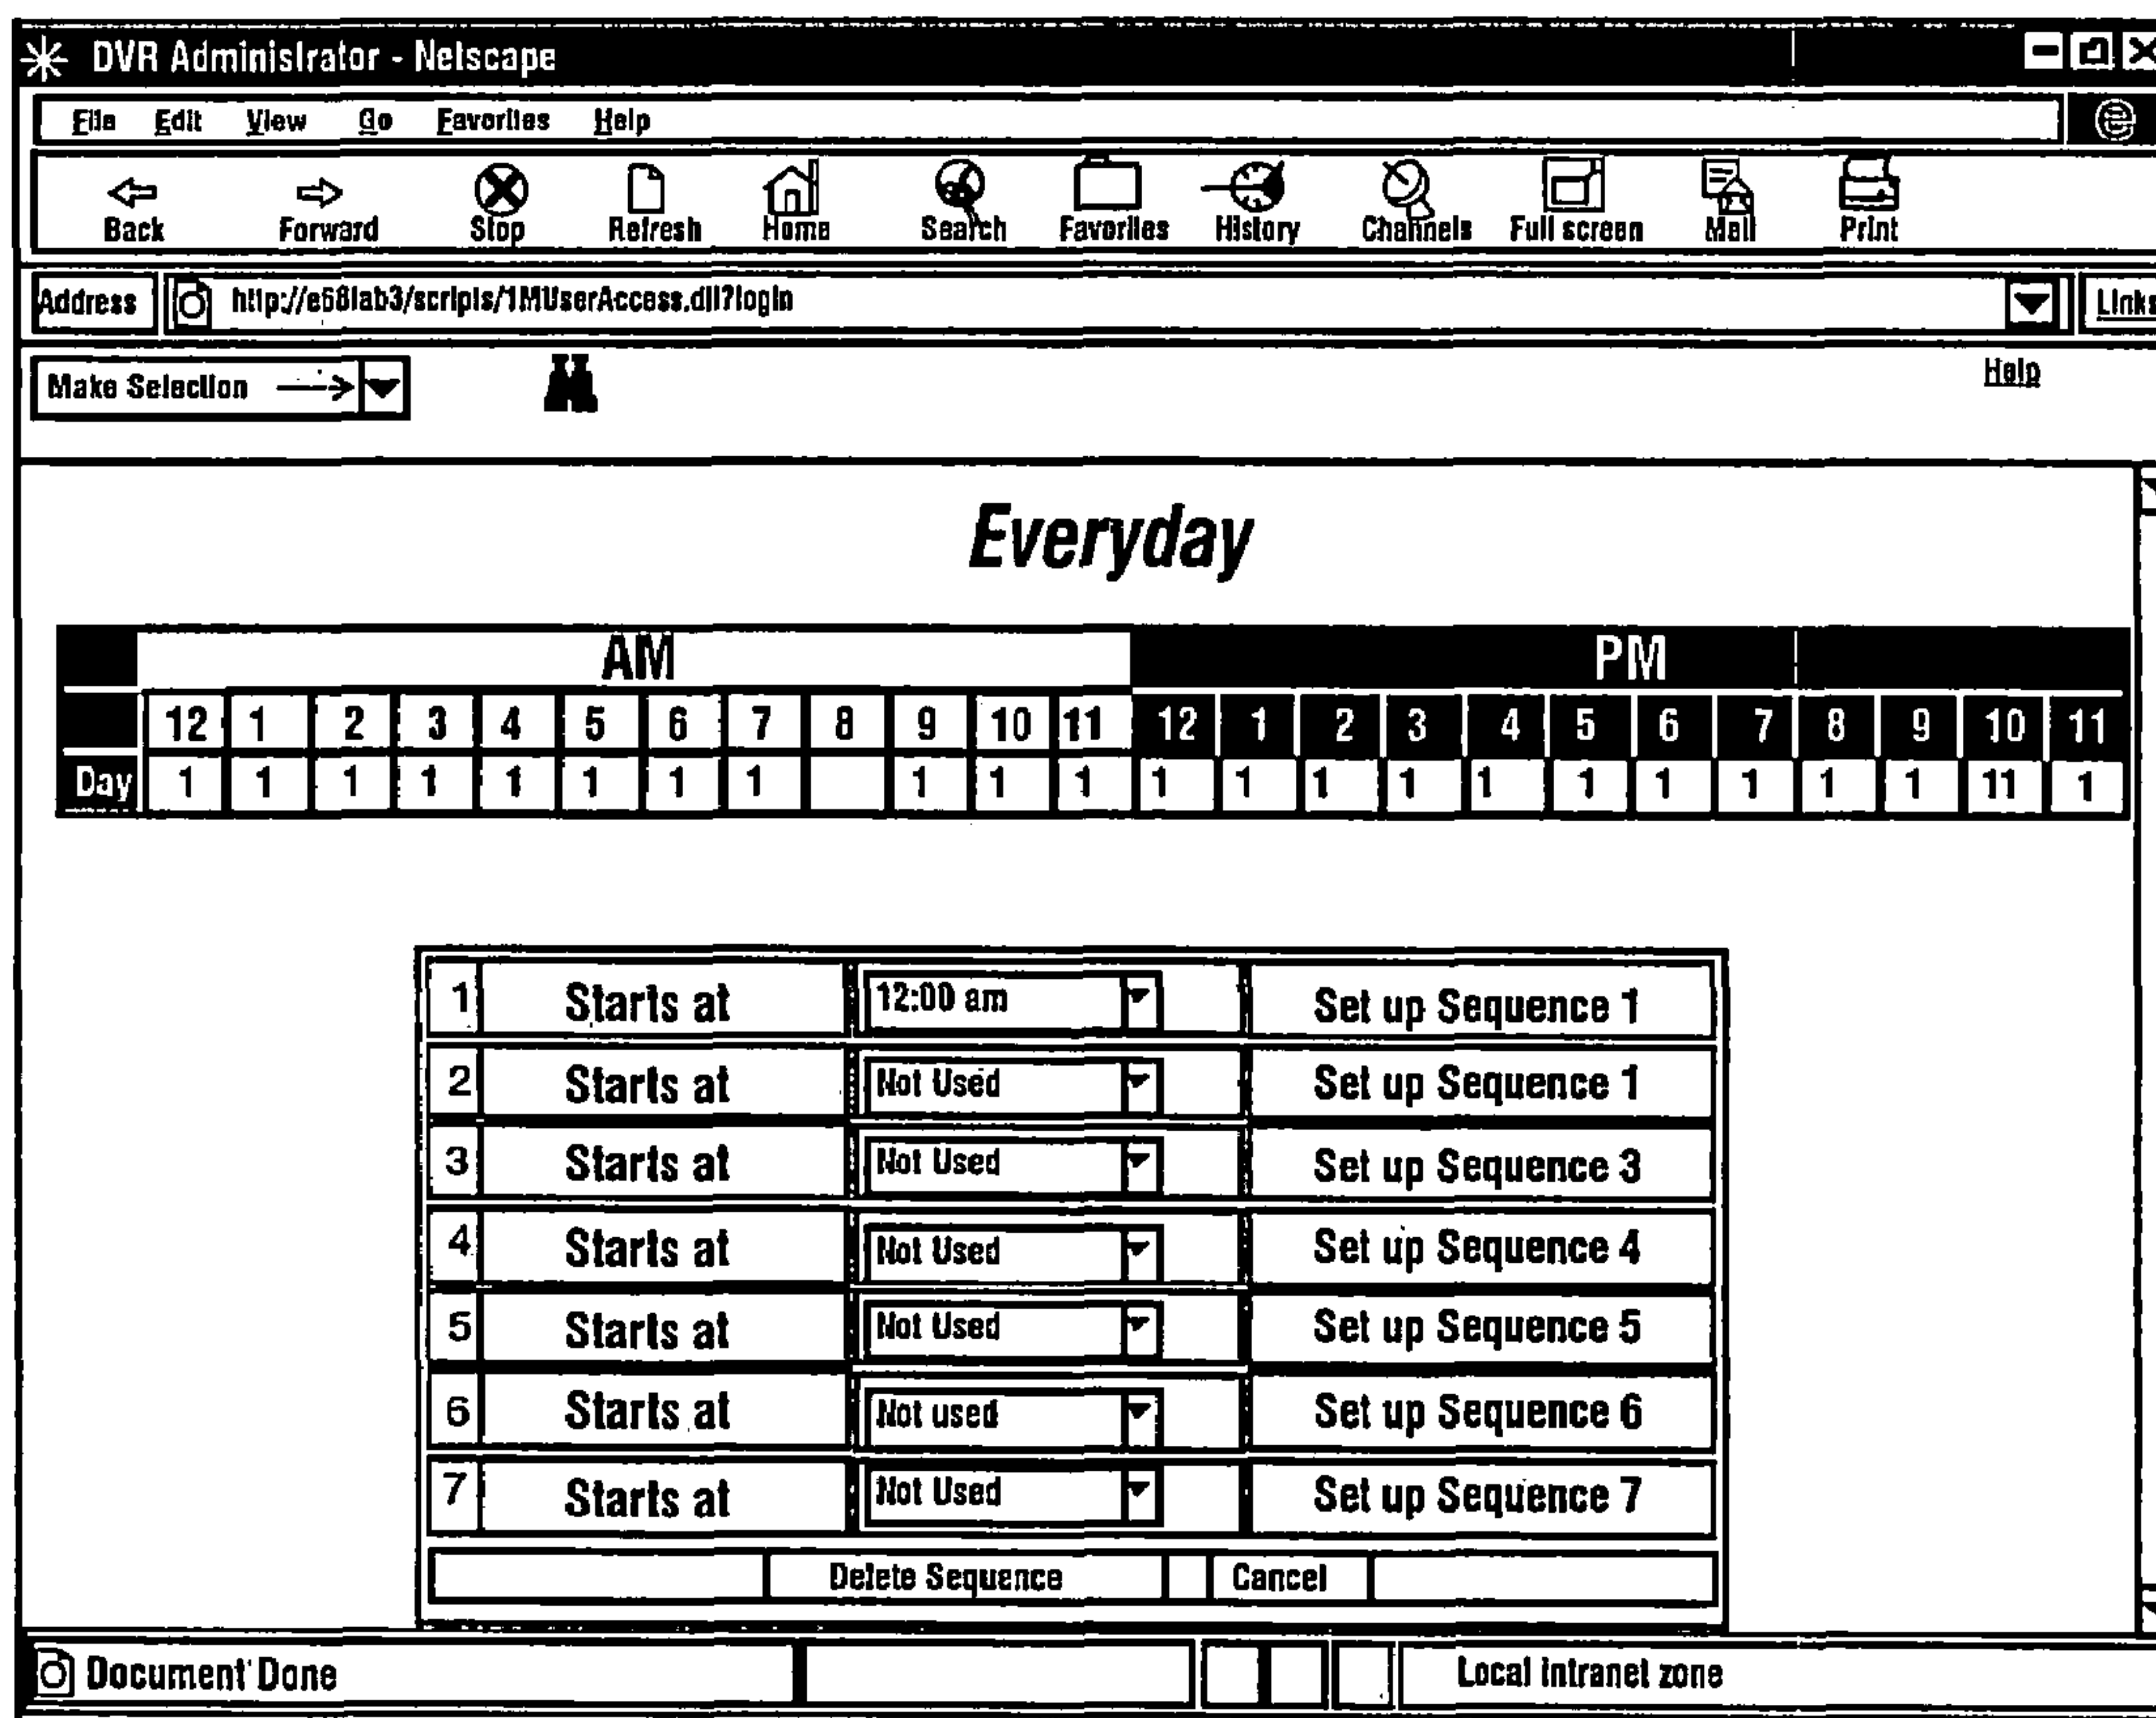 DVR Administrator - Netscape
File Edit View Go Favorites Help
Back Forward Stop Refresh Home Search Favorites History Channels Full screen Mail Print
Address http://e68lab3/scripts/1MUserAccess.dll?login Links
Make Selection Help
Everyday
AM PM
12 1 2 3 4 5 6 7 8 9 10 11 12 1 2 3 4 5 6 7 8 9 10 11
Day 1 1 1 1 1 1 1 1 1 1 1 1 1 1 1 1 1 1 1 1 1 11 1
1 Starts at 12:00 am Set up Sequence 1
2 Starts at Not Used Set up Sequence 1
3 Starts at Not Used Set up Sequence 3
4 Starts at Not Used Set up Sequence 4
5 Starts at Not Used Set up Sequence 5
6 Starts at Not used Set up Sequence 6
7 Starts at Not Used Set up Sequence 7
Delete Sequence Cancel
Document Done Local intranet zone